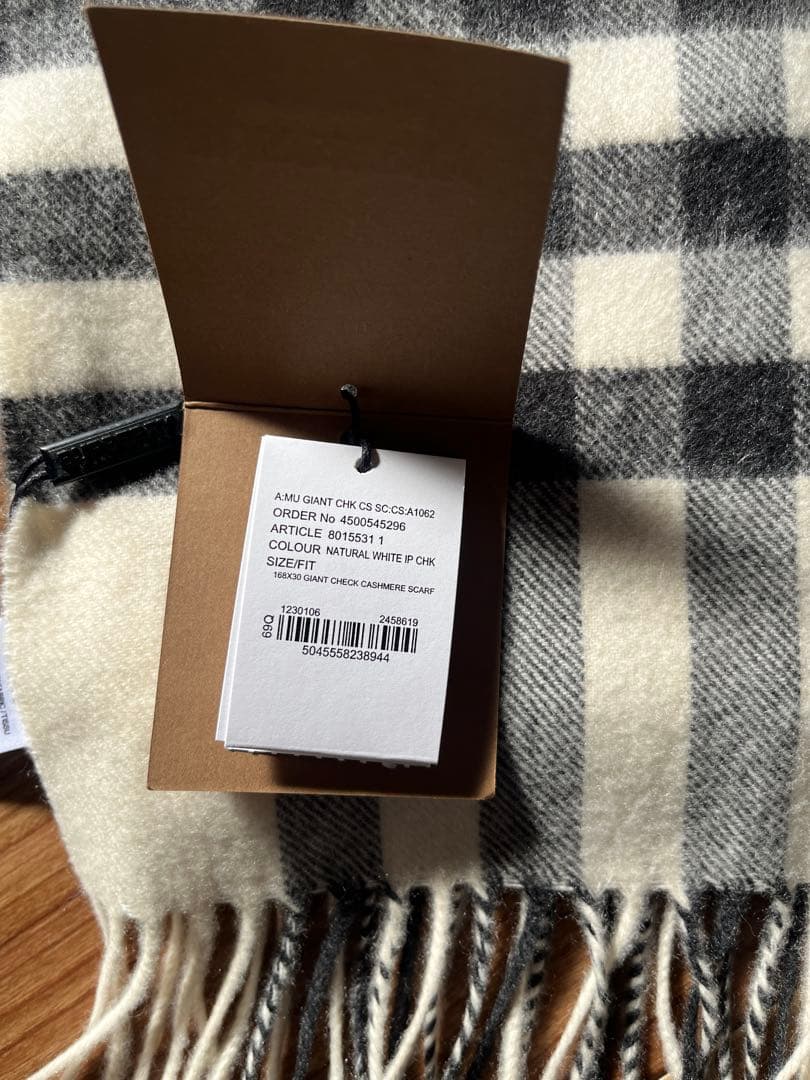 A:MU GIANT CHK CS SC:CS:A1062
ORDER No 4500545296
ARTICLE 8015531 1
COLOUR NATURAL WHITE IP CHK
SIZE/FIT
168X30 GIANT CHECK CASHMERE SCARF
1230106 2458619
69Q
5045558238944